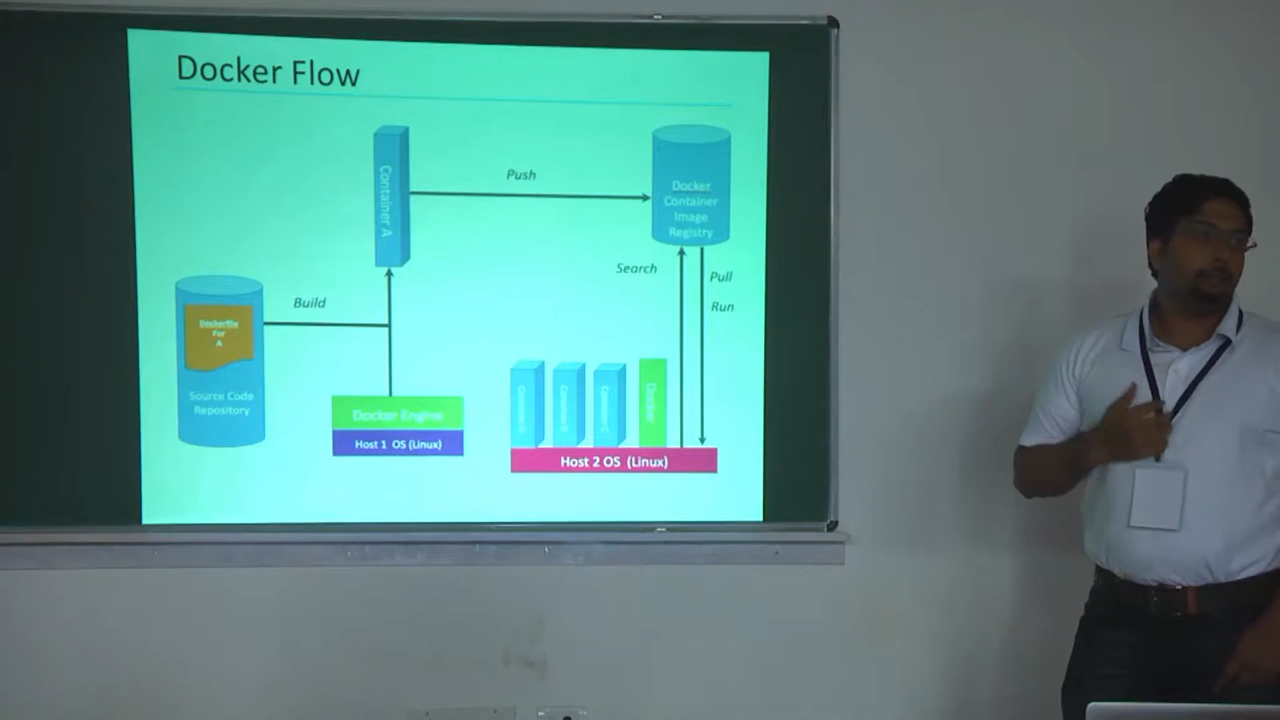 Docker Flow
Container A
Push
Docker
Container
Image
Registry
Search
Pull
Run
Build
Dockerfile
For
A
Source Code
Repository
Docker Engine
Host 1 OS (Linux)
Docker
Host 2 OS (Linux)